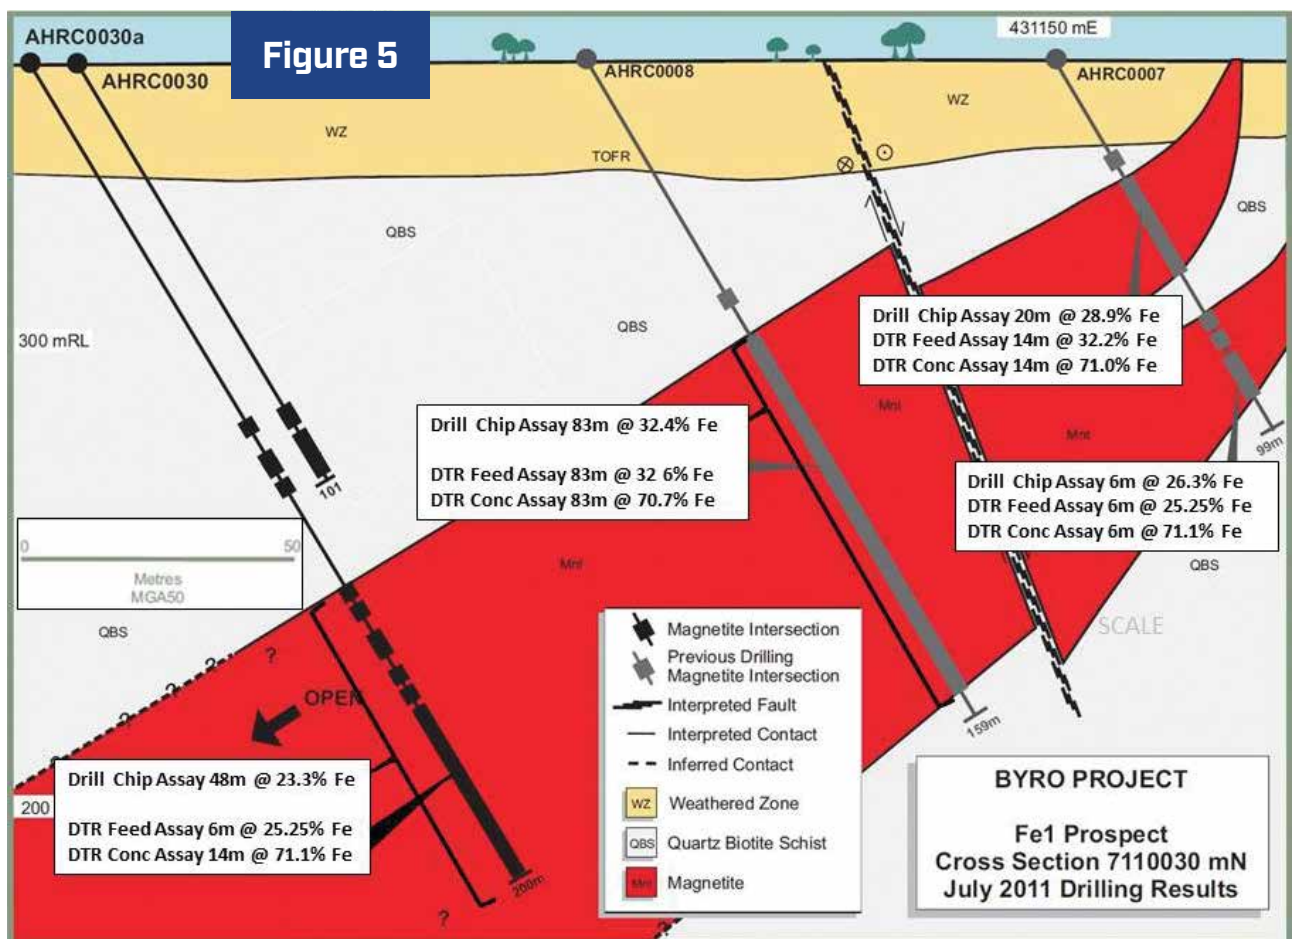 Figure 5
431150 mE
AHRC0030a
AHRC0030
AHRC0008
AHRC0007
WZ
WZ
TOFR
QBS
QBS
QBS
300 mRL
Drill Chip Assay 20m @ 28.9% Fe
DTR Feed Assay 14m @ 32.2% Fe
DTR Conc Assay 14m @ 71.0% Fe
Mnt
Mnt
99m
Drill Chip Assay 83m @ 32.4% Fe
DTR Feed Assay 83m @ 32 6% Fe
DTR Conc Assay 83m @ 70.7% Fe
101
Drill Chip Assay 6m @ 26.3% Fe
DTR Feed Assay 6m @ 25.25% Fe
DTR Conc Assay 6m @ 71.1% Fe
0 50
Metres
MGA50
Mnt
QBS
QBS
SCALE
?
?
?
?
?
OPEN
Magnetite Intersection
Previous Drilling
Magnetite Intersection
Interpreted Fault
Interpreted Contact
Inferred Contact
WZ Weathered Zone
QBS Quartz Biotite Schist
Mnt Magnetite
159m
200
Drill Chip Assay 48m @ 23.3% Fe
DTR Feed Assay 6m @ 25.25% Fe
DTR Conc Assay 14m @ 71.1% Fe
200m
?
?
BYRO PROJECT
Fe1 Prospect
Cross Section 7110030 mN
July 2011 Drilling Results